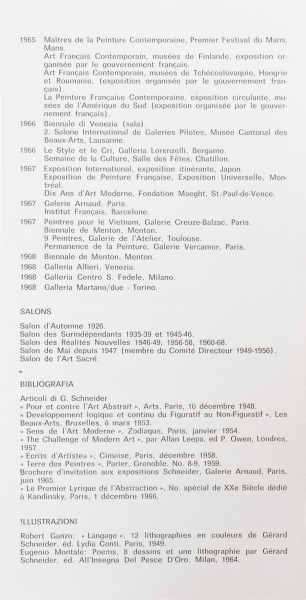 1965 Maîtres de la Peinture Contemporaine, Premier Festival du Mans,
Mans.
Art Français Contemporain, musées de Finlande, exposition or-
ganisée par le gouvernement français.
Art Français Contemporain, musées de Tchécoslovaquie, Hongrie
et Roumanie, (exposition organisée par le gouvernement fran-
çais).
La Peinture Française Contemporaine, exposition circulante, mu-
sées de l'Amérique du Sud (exposition organisée par le gouver-
nement français).
1966 Biennale di Venezia (sala).
2. Salone International de Galeries Pilotes, Musée Cantonal des
Beaux-Arts, Lausanne.
1966 Le Style et le Cri, Galleria Lorenzelli, Bergamo.
Semaine de la Culture, Salle des Fêtes, Chatillon.
1967 Exposition International, exposition itinérante, Japon.
Exposition de Peinture Française, Exposition Universelle, Mon-
tréal.
Dix Ans d'Art Moderne, Fondation Maeght, St.-Paul-de-Vence.
1967 Galerie Arnaud, Paris.
Institut Français, Barcelone.
1967 Peintres pour le Vietnam, Galerie Creuze-Balzac, Paris.
Biennale de Menton, Menton.
9 Peintres, Galerie de l'Atelier, Toulouse.
Permanence de la Peinture, Galerie Vercamer, Paris.
1968 Biennale de Menton, Menton.
1968 Galleria Alfieri, Venezia.
1968 Galleria Centro S. Fedele, Milano.
1968 Galleria Martano/due - Torino.
SALONS
Salon d'Automne 1926.
Salon des Surindépendants 1935-39 et 1945-46.
Salon des Réalités Nouvelles 1946-49, 1956-58, 1960-68.
Salon de Mai depuis 1947 (membre du Comité Directeur 1949-1956).
Salon de l'Art Sacré.
BIBLIOGRAFIA
Articoli di G. Schneider
« Pour et contre l'Art Abstrait », Arts, Paris, 10 décembre 1948.
« Developpement logique et continu du Figuratif au Non-Figuratif », Les
Beaux-Arts, Bruxelles, 6 mars 1953.
« Sens de l'Art Moderne », Zodiaque, Paris, janvier 1954.
« The Challenge of Modern Art », par Allan Leepa, ed. P. Owen, Londres,
1957.
« Ecrits d'Artistes », Cimaise, Paris, décembre 1958.
« Terre des Peintres », Parler, Grenoble, No. 8-9, 1959.
Brochure d'invitation aux expositions Schneider, Galerie Arnaud, Paris,
juin 1965.
« Le Premier Lyrique de l'Abstraction », No. spécial de XXe Siècle dédié
à Kandinsky, Paris, 1 décembre 1966.
ILLUSTRAZIONI
Robert Ganzo: « Langage », 12 lithographies en couleurs de Gérard
Schneider, éd. Lydia Conti, Paris, 1949.
Eugenio Montale: Poems, 8 dessins et une lithographie par Gérard
Schneider, éd. All'Insegna Del Pesce D'Oro, Milan, 1964.